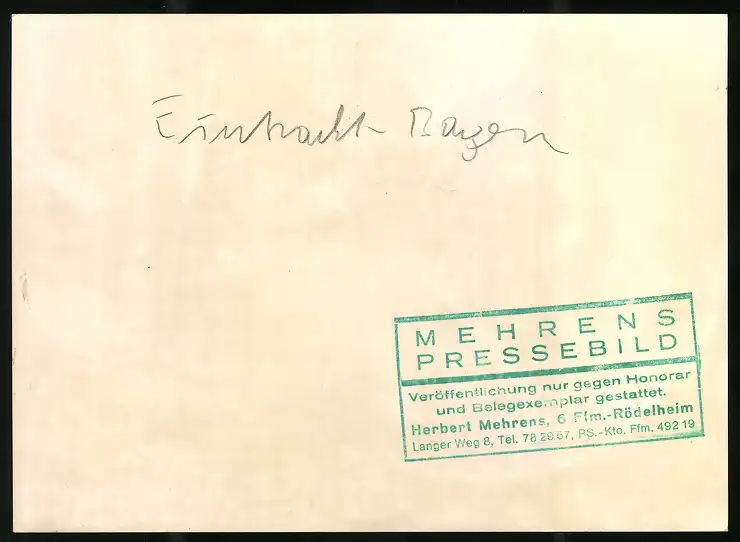 Eintracht Bayern
MEHRENS
PRESSEBILD
Veröffentlichung nur gegen Honorar
und Belegexemplar gestattet.
Herbert Mehrens, 6 Ffm.-Rödelheim
Langer Weg 8, Tel. 78 29 57, PS.-Kto. Ffm. 492 19